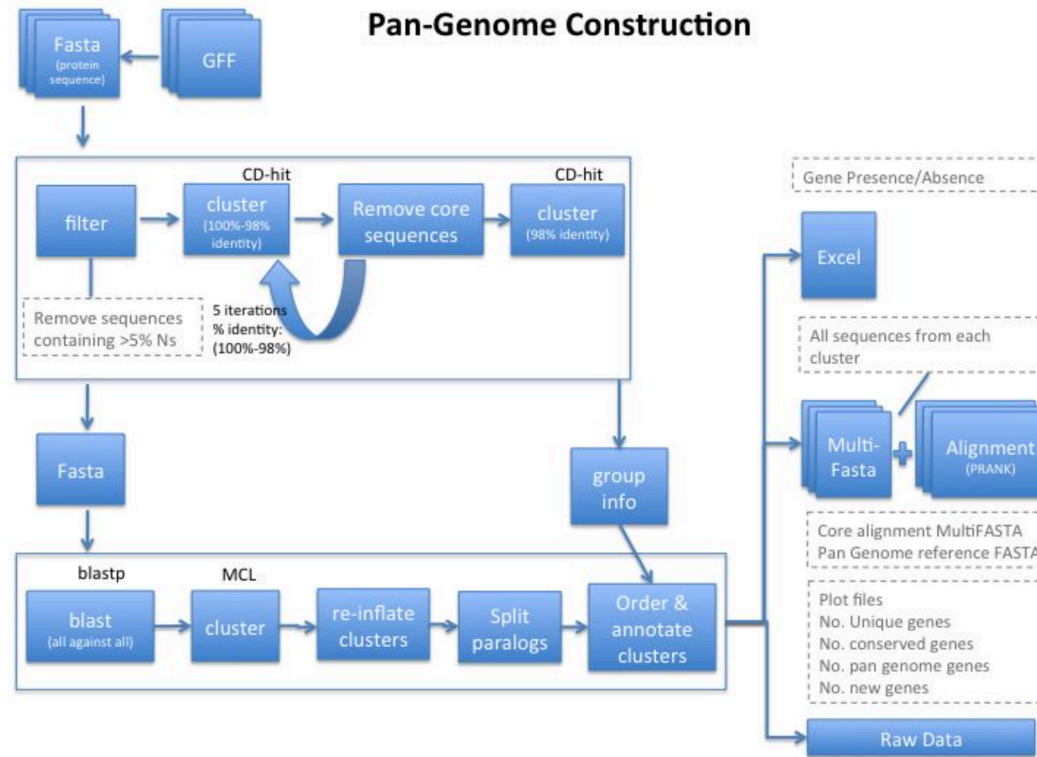 Pan-Genome Construction
Fasta
(protein
sequence)
GFF
CD-hit
CD-hit
filter
cluster
(100%-98%
identity)
Remove core
sequences
cluster
(98% identity)
Remove sequences
containing >5% Ns
5 iterations
% identity:
(100%-98%)
Fasta
group
info
blastp
MCL
blast
(all against all)
cluster
re-inflate
clusters
Split
paralogs
Order &
annotate
clusters
Gene Presence/Absence
Excel
All sequences from each
cluster
Multi-
Fasta
Alignment
(PRANK)
Core alignment MultiFASTA
Pan Genome reference FASTA
Plot files
No. Unique genes
No. conserved genes
No. pan genome genes
No. new genes
Raw Data